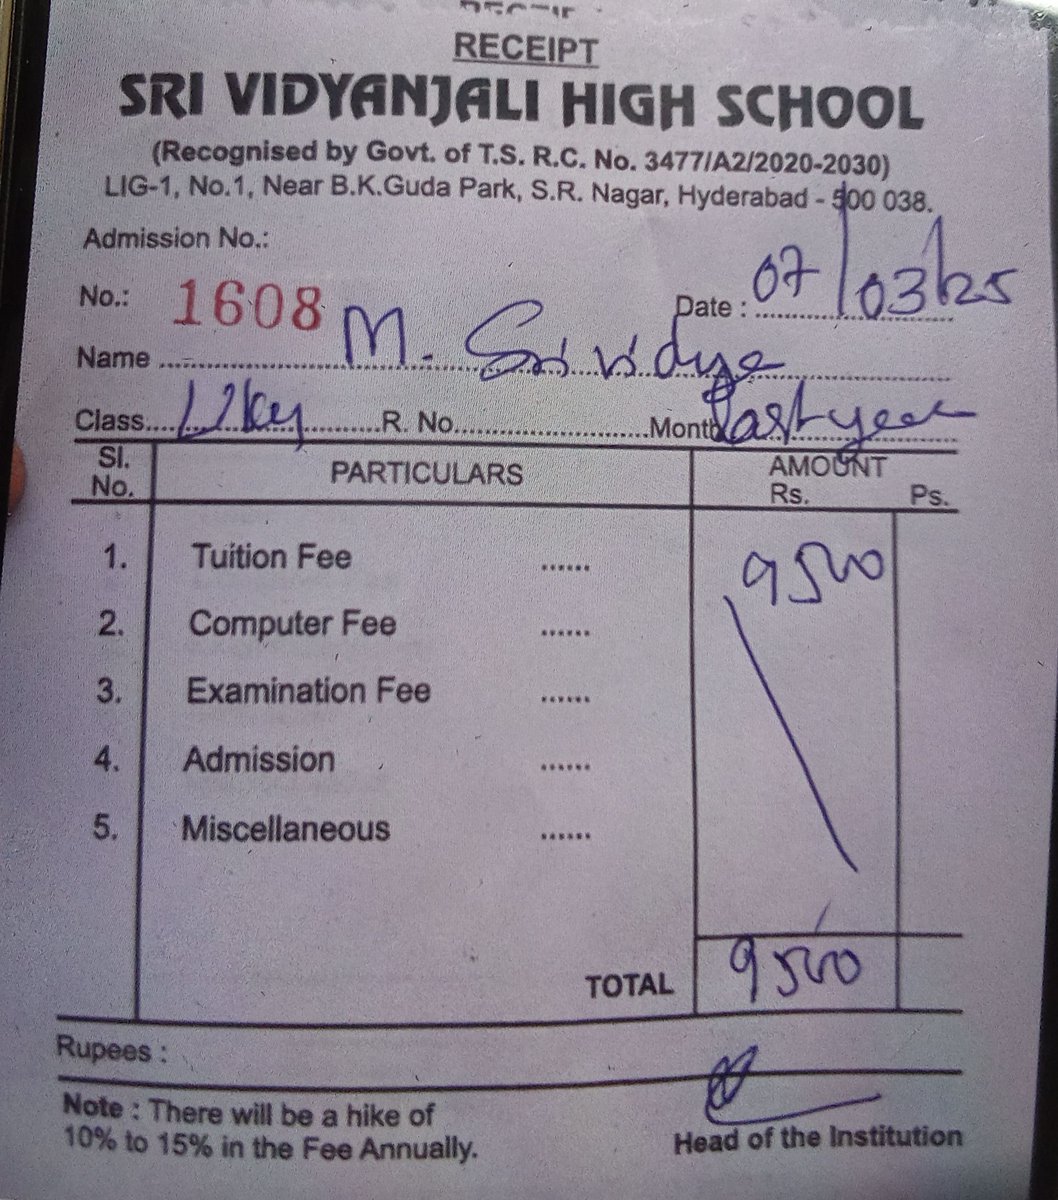 RECEIPT
SRI VIDYANJALI HIGH SCHOOL
(Recognised by Govt. of T.S. R.C. No. 3477/A2/2020-2030)
LIG-1, No.1, Near B.K.Guda Park, S.R. Nagar, Hyderabad - 500 038.
Admission No.:
No.: 1608 Date : 07/03/25
Name M. Sri vidya
Class UKg R. No. Month Past year
Sl. No. PARTICULARS AMOUNT Rs. Ps.
1. Tuition Fee ...... 9500
2. Computer Fee ......
3. Examination Fee ......
4. Admission ......
5. Miscellaneous ......
TOTAL 9500
Rupees :
Note : There will be a hike of
10% to 15% in the Fee Annually.
Head of the Institution